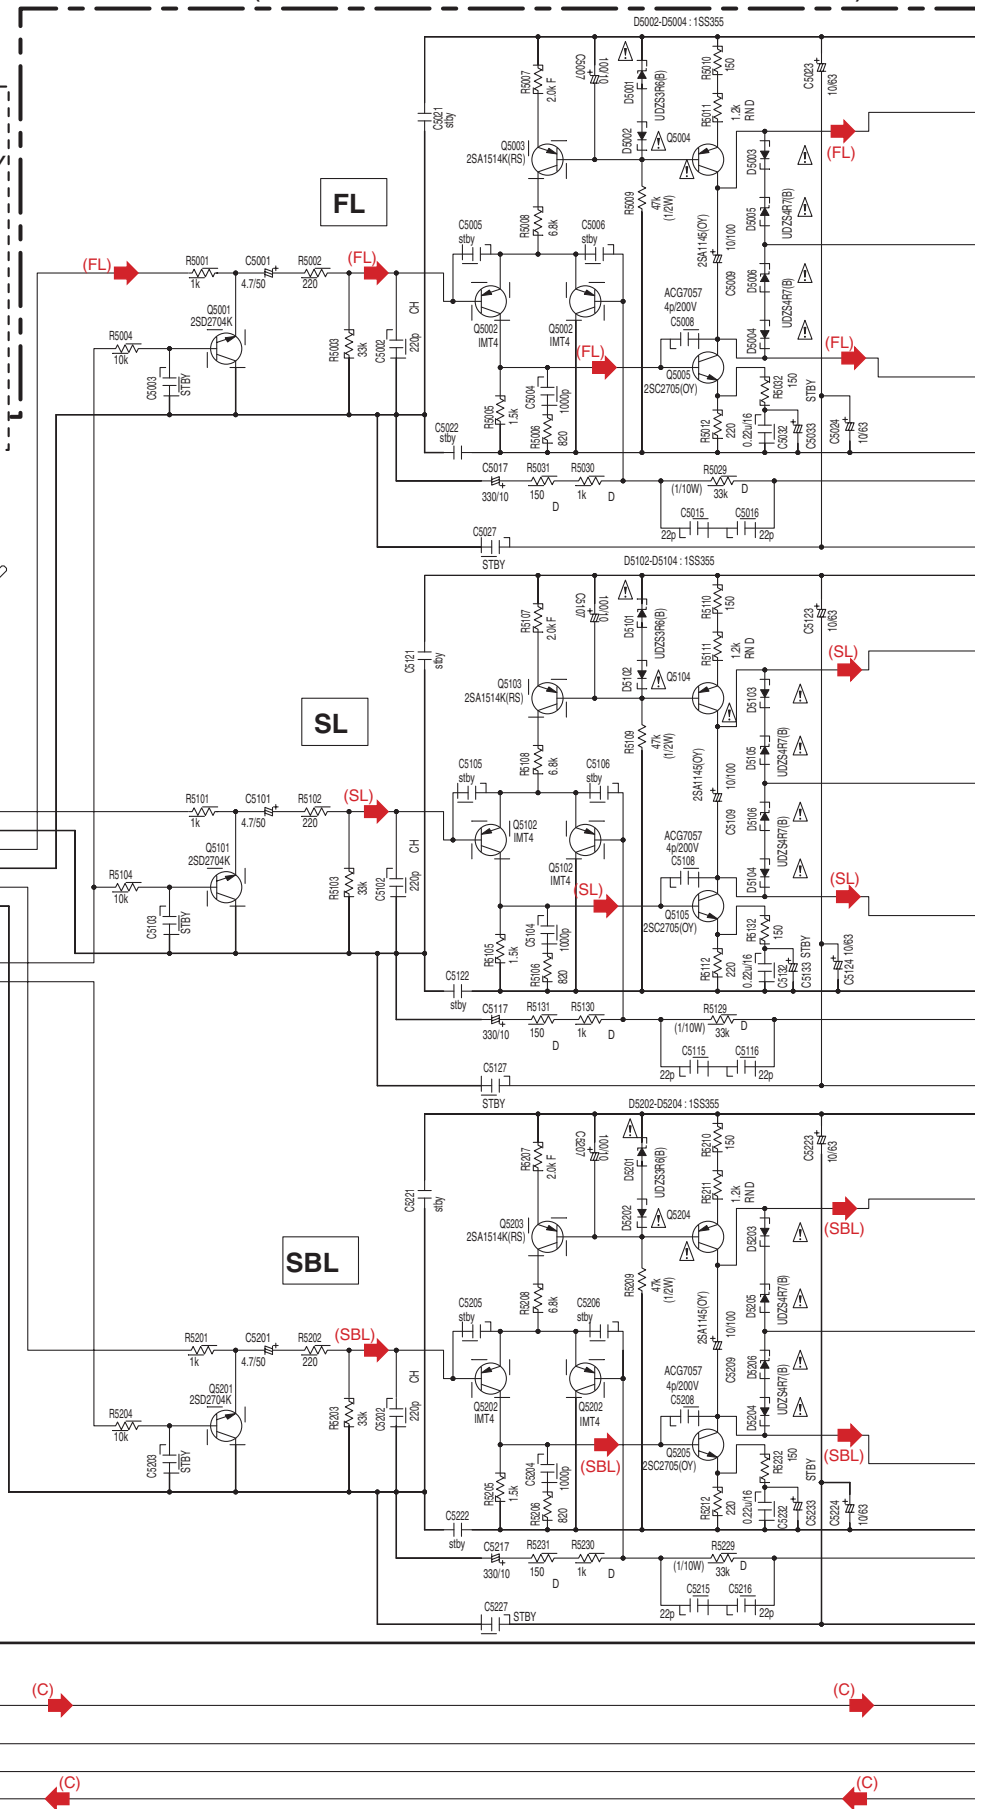 D5002-D5004 : 1SS355
R5007
2.0k F
C5007
100/10
D5001
UDZS3R6(B)
R5010
150
C5023
10/63
C5021
stby
R5011
1.2k
RN D
D5002
Q5004
Q5003
2SA1514K(RS)
D5003
(FL)
FL
R5008
6.8k
R5009
47k
(1/2W)
D5005
UDZS4R7(B)
C5005
stby
C5006
stby
2SA1145(OY)
10/100
C5009
(FL)
R5001
1k
C5001
4.7/50
R5002
220
(FL)
D5006
UDZS4R7(B)
ACG7057
4p/200V
C5008
Q5001
2SD2704K
CH
Q5002
IMT4
Q5002
IMT4
D5004
R5004
10k
R5003
33k
C5002
220p
(FL)
(FL)
C5003
STBY
Q5005
2SC2705(OY)
R5032
150
STBY
R5005
1.5k
C5004
1000p
R5006
820
R5012
220
0.22u/16
C5032
C5033
C5024
10/63
C5022
stby
C5017
330/10
R5031
150
D
R5030
1k
D
R5029
(1/10W)
33k
D
C5015
22p
C5016
22p
C5027
STBY
D5102-D5104 : 1SS355
R5107
2.0k F
C5107
100/10
D5101
UDZS3R6(B)
R5110
150
C5123
10/63
C5121
stby
R5111
1.2k
RN D
D5102
Q5104
Q5103
2SA1514K(RS)
D5103
(SL)
SL
R5108
6.8k
R5109
47k
(1/2W)
D5105
UDZS4R7(B)
C5105
stby
C5106
stby
2SA1145(OY)
10/100
C5109
R5101
1k
C5101
4.7/50
R5102
220
(SL)
D5106
UDZS4R7(B)
ACG7057
4p/200V
C5108
Q5101
2SD2704K
CH
Q5102
IMT4
Q5102
IMT4
D5104
R5104
10k
R5103
33k
C5102
220p
(SL)
(SL)
C5103
STBY
Q5105
2SC2705(OY)
R5132
150
R5105
1.5k
C5104
1000p
R5106
820
R5112
220
0.22u/16
C5132
C5133 STBY
C5124 10/63
C5122
stby
C5117
330/10
R5131
150
D
R5130
1k
D
R5129
(1/10W)
33k
D
C5115
22p
C5116
22p
C5127
STBY
D5202-D5204 : 1SS355
R5207
2.0k F
C5207
100/10
D5201
UDZS3R6(B)
R5210
150
C5223
10/63
C5221
stby
R5211
1.2k
RN D
D5202
Q5204
Q5203
2SA1514K(RS)
D5203
(SBL)
SBL
R5208
6.8k
R5209
47k
(1/2W)
D5205
UDZS4R7(B)
C5205
stby
C5206
stby
2SA1145(OY)
10/100
C5209
R5201
1k
C5201
4.7/50
R5202
220
(SBL)
D5206
UDZS4R7(B)
ACG7057
4p/200V
C5208
Q5201
2SD2704K
CH
Q5202
IMT4
Q5202
IMT4
D5204
R5204
10k
R5203
33k
C5202
220p
(SBL)
(SBL)
C5203
STBY
Q5205
2SC2705(OY)
R5232
150
STBY
R5205
1.5k
C5204
1000p
R5206
820
R5212
220
0.22u/16
C5232
C5233
C5224
10/63
C5222
stby
C5217
330/10
R5231
150
D
R5230
1k
D
R5229
(1/10W)
33k
D
C5215
22p
C5216
22p
C5227
STBY
(C)
(C)
(C)
(C)